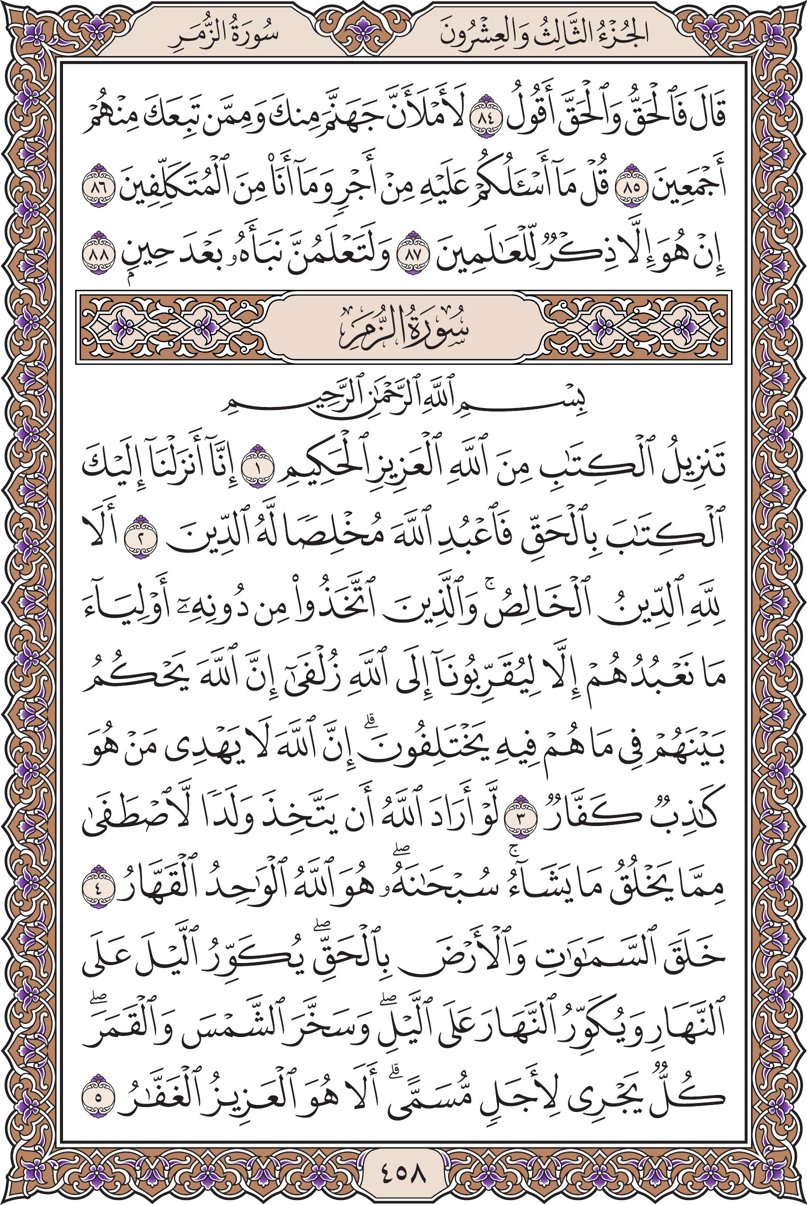 الجُزْءُ الثَّالِثُ وَالعِشْرُونَ
سُورَةُ الزُّمَرِ
قَالَ فَٱلْحَقُّ وَٱلْحَقَّ أَقُولُ ٨٤ لَأَمْلَأَنَّ جَهَنَّمَ مِنكَ وَمِمَّن تَبِعَكَ مِنْهُمْ
أَجْمَعِينَ ٨٥ قُلْ مَآ أَسْـَٔلُكُمْ عَلَيْهِ مِنْ أَجْرٍ وَمَآ أَنَا۠ مِنَ ٱلْمُتَكَلِّفِينَ ٨٦
إِنْ هُوَ إِلَّا ذِكْرٌ لِّلْعَـٰلَمِينَ ٨٧ وَلَتَعْلَمُنَّ نَبَأَهُۥ بَعْدَ حِينٍۭ ٨٨
سُورَةُ الزُّمَرِ
بِسْمِ ٱللَّهِ ٱلرَّحْمَـٰنِ ٱلرَّحِيمِ
تَنزِيلُ ٱلْكِتَـٰبِ مِنَ ٱللَّهِ ٱلْعَزِيزِ ٱلْحَكِيمِ ١ إِنَّآ أَنزَلْنَآ إِلَيْكَ
ٱلْكِتَـٰبَ بِٱلْحَقِّ فَٱعْبُدِ ٱللَّهَ مُخْلِصًا لَّهُ ٱلدِّينَ ٢ أَلَا
لِلَّهِ ٱلدِّينُ ٱلْخَالِصُ ۚ وَٱلَّذِينَ ٱتَّخَذُوا۟ مِن دُونِهِۦٓ أَوْلِيَآءَ
مَا نَعْبُدُهُمْ إِلَّا لِيُقَرِّبُونَآ إِلَى ٱللَّهِ زُلْفَىٰٓ إِنَّ ٱللَّهَ يَحْكُمُ
بَيْنَهُمْ فِى مَا هُمْ فِيهِ يَخْتَلِفُونَ ۗ إِنَّ ٱللَّهَ لَا يَهْدِى مَنْ هُوَ
كَـٰذِبٌ كَفَّارٌ ٣ لَّوْ أَرَادَ ٱللَّهُ أَن يَتَّخِذَ وَلَدًا لَّٱصْطَفَىٰ
مِمَّا يَخْلُقُ مَا يَشَآءُ ۚ سُبْحَـٰنَهُۥ ۖ هُوَ ٱللَّهُ ٱلْوَٰحِدُ ٱلْقَهَّارُ ٤
خَلَقَ ٱلسَّمَـٰوَٰتِ وَٱلْأَرْضَ بِٱلْحَقِّ ۖ يُكَوِّرُ ٱلَّيْلَ عَلَى
ٱلنَّهَارِ وَيُكَوِّرُ ٱلنَّهَارَ عَلَى ٱلَّيْلِ ۖ وَسَخَّرَ ٱلشَّمْسَ وَٱلْقَمَرَ ۖ
كُلٌّ يَجْرِى لِأَجَلٍ مُّسَمًّى ۗ أَلَا هُوَ ٱلْعَزِيزُ ٱلْغَفَّـٰرُ ٥
٤٥٨